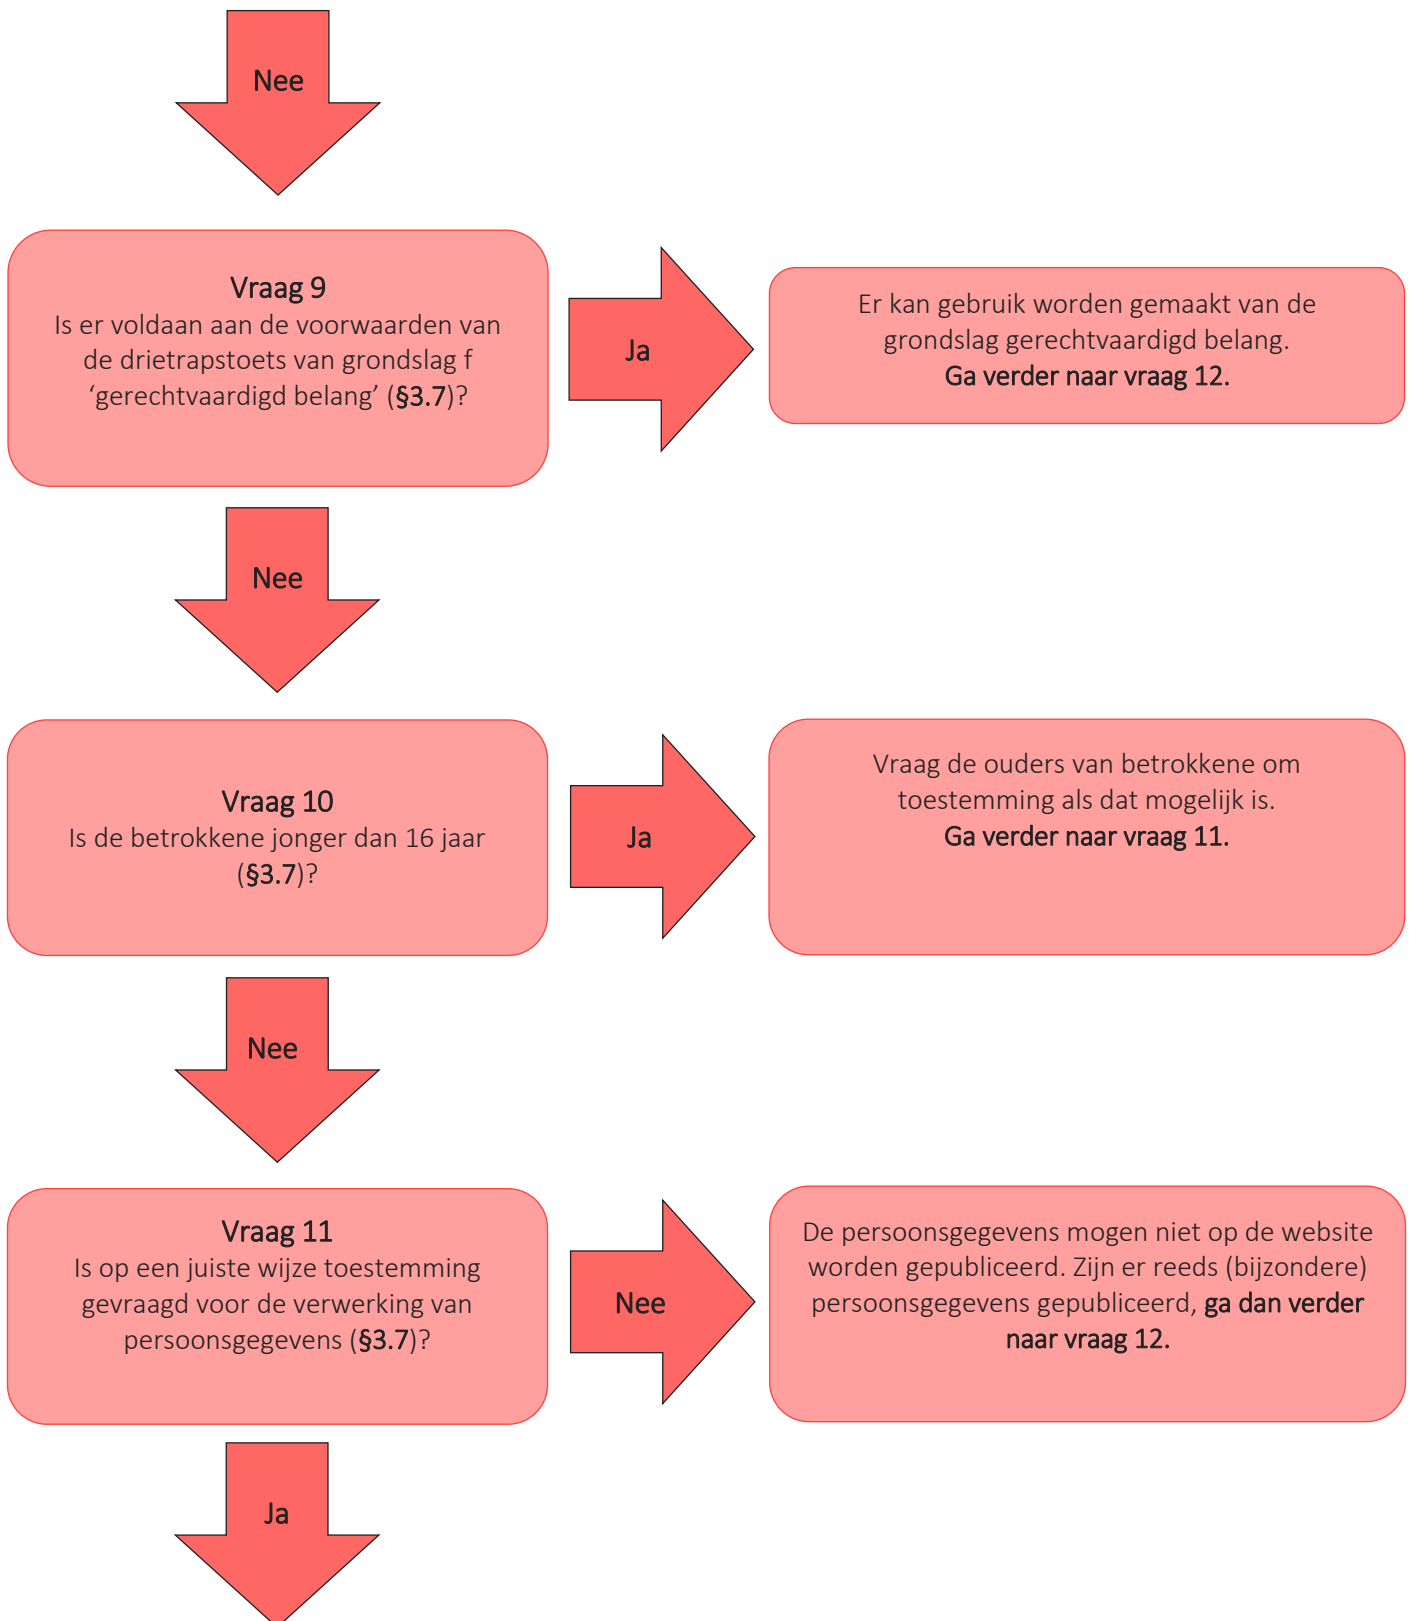 Nee
Vraag 9
Is er voldaan aan de voorwaarden van
de drietrapstoets van grondslag f
‘gerechtvaardigd belang’ (§3.7)?
Ja
Er kan gebruik worden gemaakt van de
grondslag gerechtvaardigd belang.
Ga verder naar vraag 12.
Nee
Vraag 10
Is de betrokkene jonger dan 16 jaar
(§3.7)?
Ja
Vraag de ouders van betrokkene om
toestemming als dat mogelijk is.
Ga verder naar vraag 11.
Nee
Vraag 11
Is op een juiste wijze toestemming
gevraagd voor de verwerking van
persoonsgegevens (§3.7)?
Nee
De persoonsgegevens mogen niet op de website
worden gepubliceerd. Zijn er reeds (bijzondere)
persoonsgegevens gepubliceerd, ga dan verder
naar vraag 12.
Ja